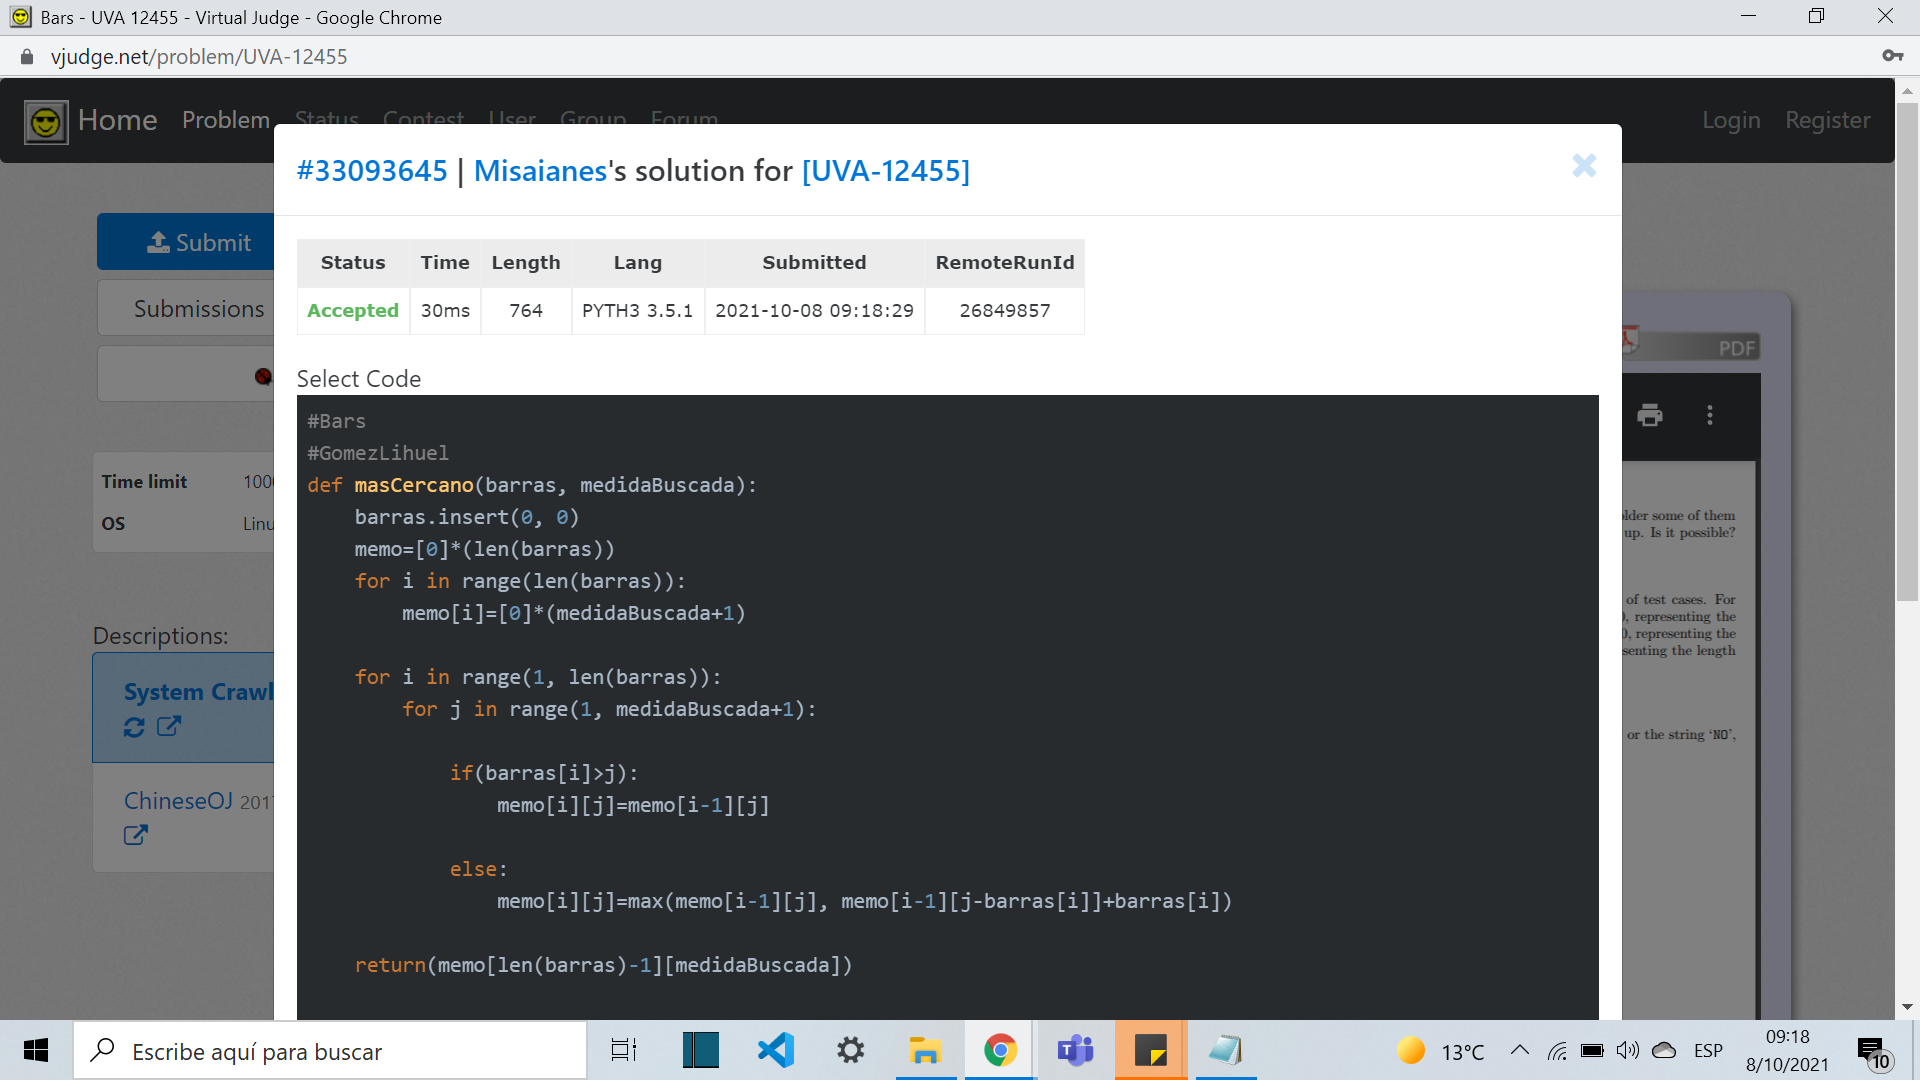 Bars - UVA 12455 - Virtual Judge - Google Chrome
vjudge.net/problem/UVA-12455
Home Problem Status Contest User Group Forum Login Register
#33093645 | Misaianes's solution for [UVA-12455]
Submit
Submissions
Status Time Length Lang Submitted RemoteRunId
Accepted 30ms 764 PYTH3 3.5.1 2021-10-08 09:18:29 26849857
PDF
Select Code
#Bars
#GomezLihuel
def masCercano(barras, medidaBuscada):
    barras.insert(0, 0)
    memo=[0]*(len(barras))
    for i in range(len(barras)):
        memo[i]=[0]*(medidaBuscada+1)
    for i in range(1, len(barras)):
        for j in range(1, medidaBuscada+1):
            if(barras[i]>j):
                memo[i][j]=memo[i-1][j]
            else:
                memo[i][j]=max(memo[i-1][j], memo[i-1][j-barras[i]]+barras[i])
    return(memo[len(barras)-1][medidaBuscada])
Time limit 100
OS Linu
Descriptions:
System Crawl
ChineseOJ 2017
lder some of them
up. Is it possible?
of test cases. For
), representing the
0, representing the
senting the length
or the string ‘NO’,
Escribe aquí para buscar
13°C
ESP
09:18
8/10/2021
10